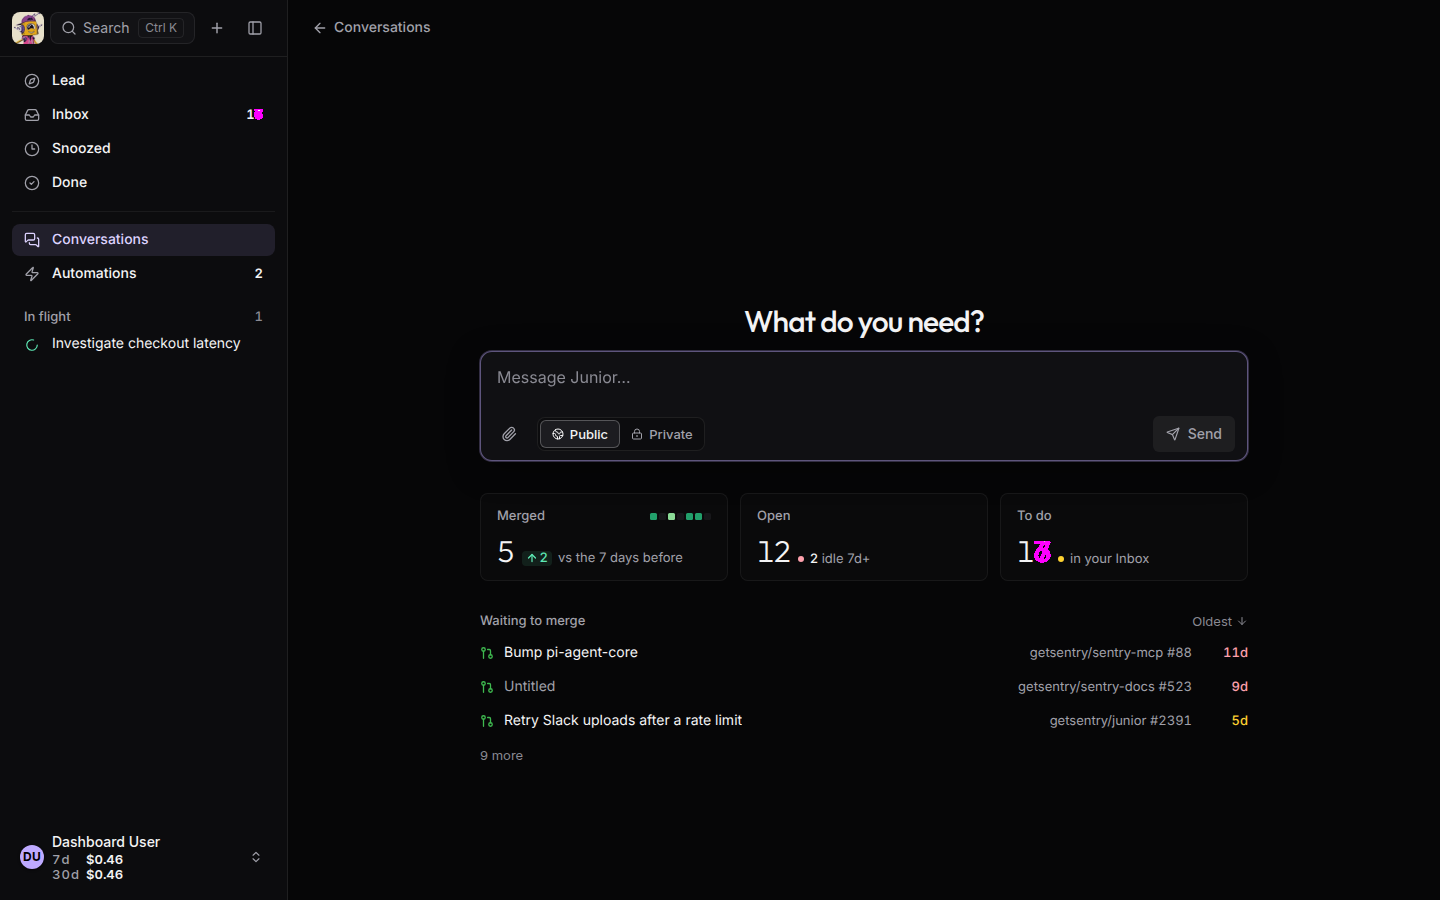 Search Ctrl K
Conversations
Lead
Inbox
Snoozed
Done
Conversations
Automations 2
In flight 1
Investigate checkout latency
What do you need?
Message Junior...
Public Private Send
Merged
5 2 vs the 7 days before
Open
12 2 idle 7d+
To do
in your Inbox
Waiting to merge Oldest
Bump pi-agent-core getsentry/sentry-mcp #88 11d
Untitled getsentry/sentry-docs #523 9d
Retry Slack uploads after a rate limit getsentry/junior #2391 5d
9 more
DU Dashboard User
7d $0.46
30d $0.46